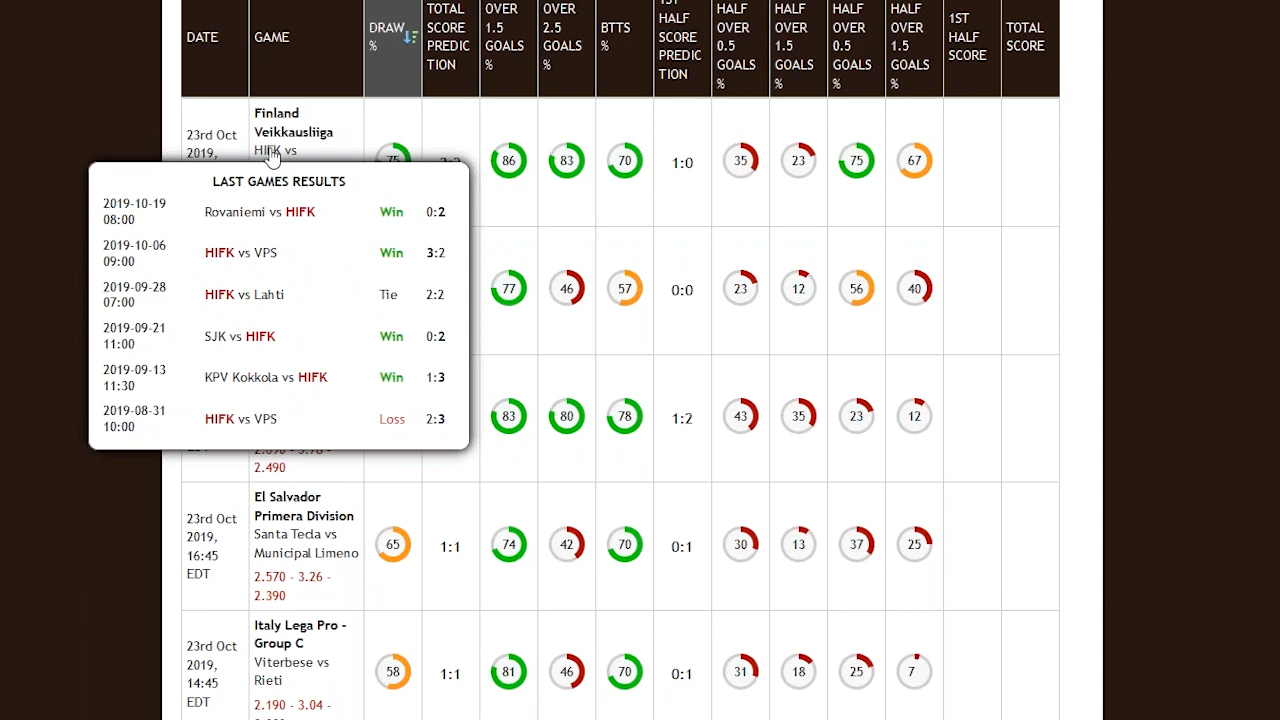 DATE
GAME
DRAW
%
TOTAL
SCORE
PREDIC
TION
OVER
1.5
GOALS
%
OVER
2.5
GOALS
%
BTTS
%
HALF
SCORE
PREDIC
TION
HALF
OVER
0.5
GOALS
%
HALF
OVER
1.5
GOALS
%
HALF
OVER
0.5
GOALS
%
HALF
OVER
1.5
GOALS
%
1ST
HALF
SCORE
TOTAL
SCORE
23rd Oct
2019,
Finland
Veikkausliiga
HIFK vs
75
86
83
70
1:0
35
23
75
67
LAST GAMES RESULTS
2019-10-19
08:00
Rovaniemi vs HIFK Win 0:2
2019-10-06
09:00
HIFK vs VPS Win 3:2
2019-09-28
07:00
HIFK vs Lahti Tie 2:2
2019-09-21
11:00
SJK vs HIFK Win 0:2
2019-09-13
11:30
KPV Kokkola vs HIFK Win 1:3
2019-08-31
10:00
HIFK vs VPS Loss 2:3
77
46
57
0:0
23
12
56
40
83
80
78
1:2
43
35
23
12
2.490
23rd Oct
2019,
16:45
EDT
El Salvador
Primera Division
Santa Tecla vs
Municipal Limeno
2.570 - 3.26 -
2.390
65
1:1
74
42
70
0:1
30
13
37
25
23rd Oct
2019,
14:45
EDT
Italy Lega Pro -
Group C
Viterbese vs
Rieti
2.190 - 3.04 -
58
1:1
81
46
70
0:1
31
18
25
7